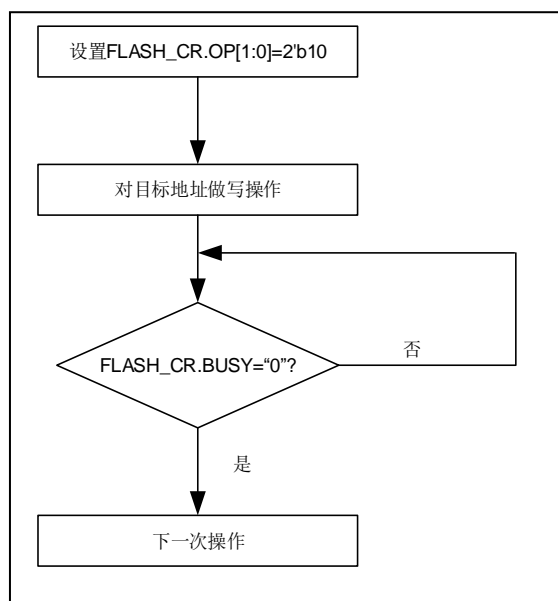 设置FLASH_CR.OP[1:0]=2'b10
对目标地址做写操作
FLASH_CR.BUSY=“0”?
否
是
下一次操作